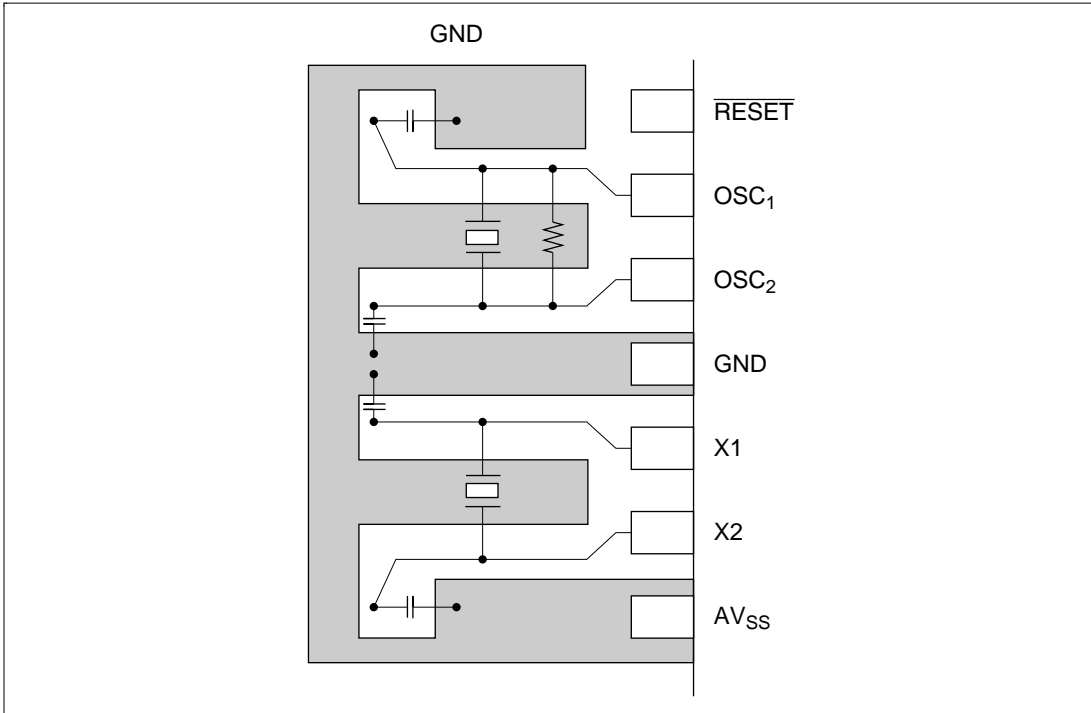 GND
RESET
OSC1
OSC2
GND
X1
X2
AVSS